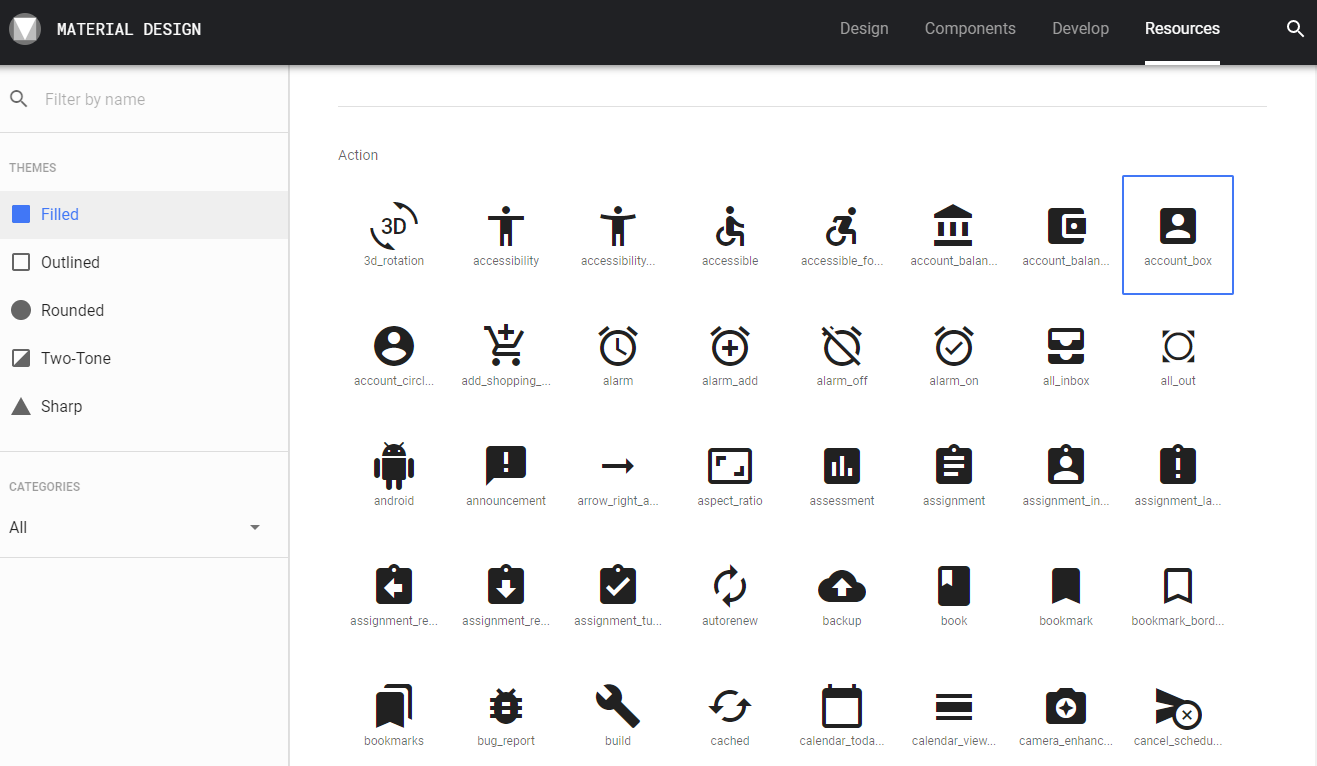 MATERIAL DESIGN
Design Components Develop Resources
Filter by name
THEMES
Filled
Outlined
Rounded
Two-Tone
Sharp
CATEGORIES
All
Action
3D
3d_rotation accessibility accessibility... accessible accessible_fo... account_balan... account_balan... account_box
account_circl... add_shopping_... alarm alarm_add alarm_off alarm_on all_inbox all_out
android announcement arrow_right_a... aspect_ratio assessment assignment assignment_in... assignment_la...
assignment_re... assignment_re... assignment_tu... autorenew backup book bookmark bookmark_bord...
bookmarks bug_report build cached calendar_toda... calendar_view... camera_enhanc... cancel_schedu...